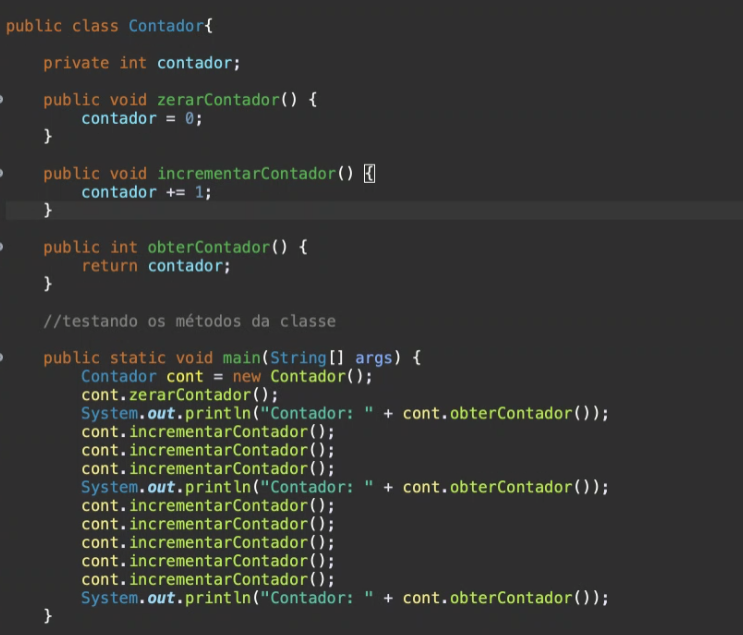 public class Contador{
private int contador;
public void zerarContador() {
contador = 0;
}
public void incrementarContador() {
contador += 1;
}
public int obterContador() {
return contador;
}
//testando os métodos da classe
public static void main(String[] args) {
Contador cont = new Contador();
cont.zerarContador();
System.out.println("Contador: " + cont.obterContador());
cont.incrementarContador();
cont.incrementarContador();
cont.incrementarContador();
System.out.println("Contador: " + cont.obterContador());
cont.incrementarContador();
cont.incrementarContador();
cont.incrementarContador();
cont.incrementarContador();
cont.incrementarContador();
System.out.println("Contador: " + cont.obterContador());
}